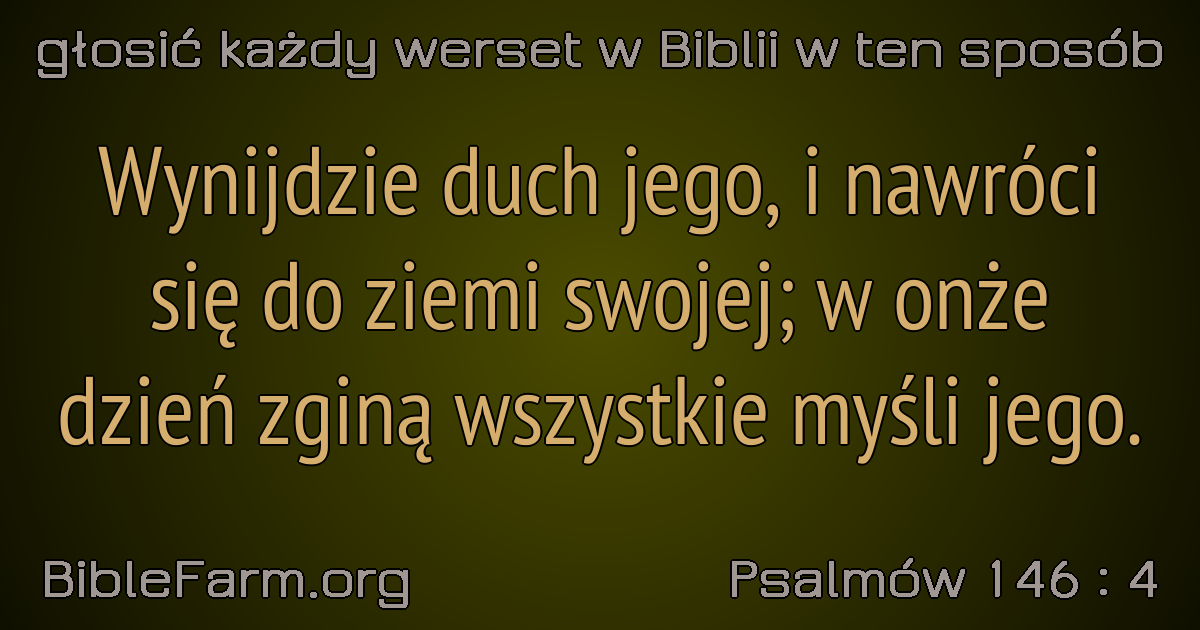 głosić każdy werset w Biblii w ten sposób
Wynijdzie duch jego, i nawróci
się do ziemi swojej; w onże
dzień zginą wszystkie myśli jego.
BibleFarm.org
Psalmów 146 : 4